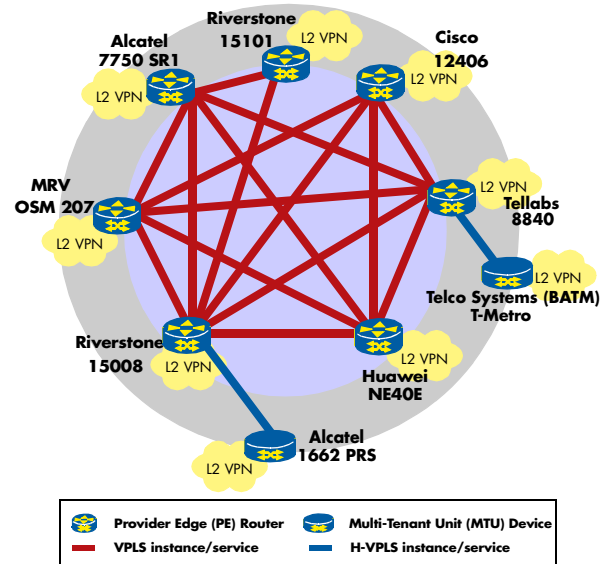 Riverstone
15101
L2 VPN
Alcatel
7750 SR1
L2 VPN
Cisco
12406
L2 VPN
MRV
OSM 207
L2 VPN
L2 VPN
Tellabs
8840
L2 VPN
Telco Systems (BATM)
T-Metro
Riverstone
15008
L2 VPN
L2 VPN
Huawei
NE40E
Alcatel
1662 PRS
L2 VPN
Provider Edge (PE) Router
Multi-Tenant Unit (MTU) Device
VPLS instance/service
H-VPLS instance/service